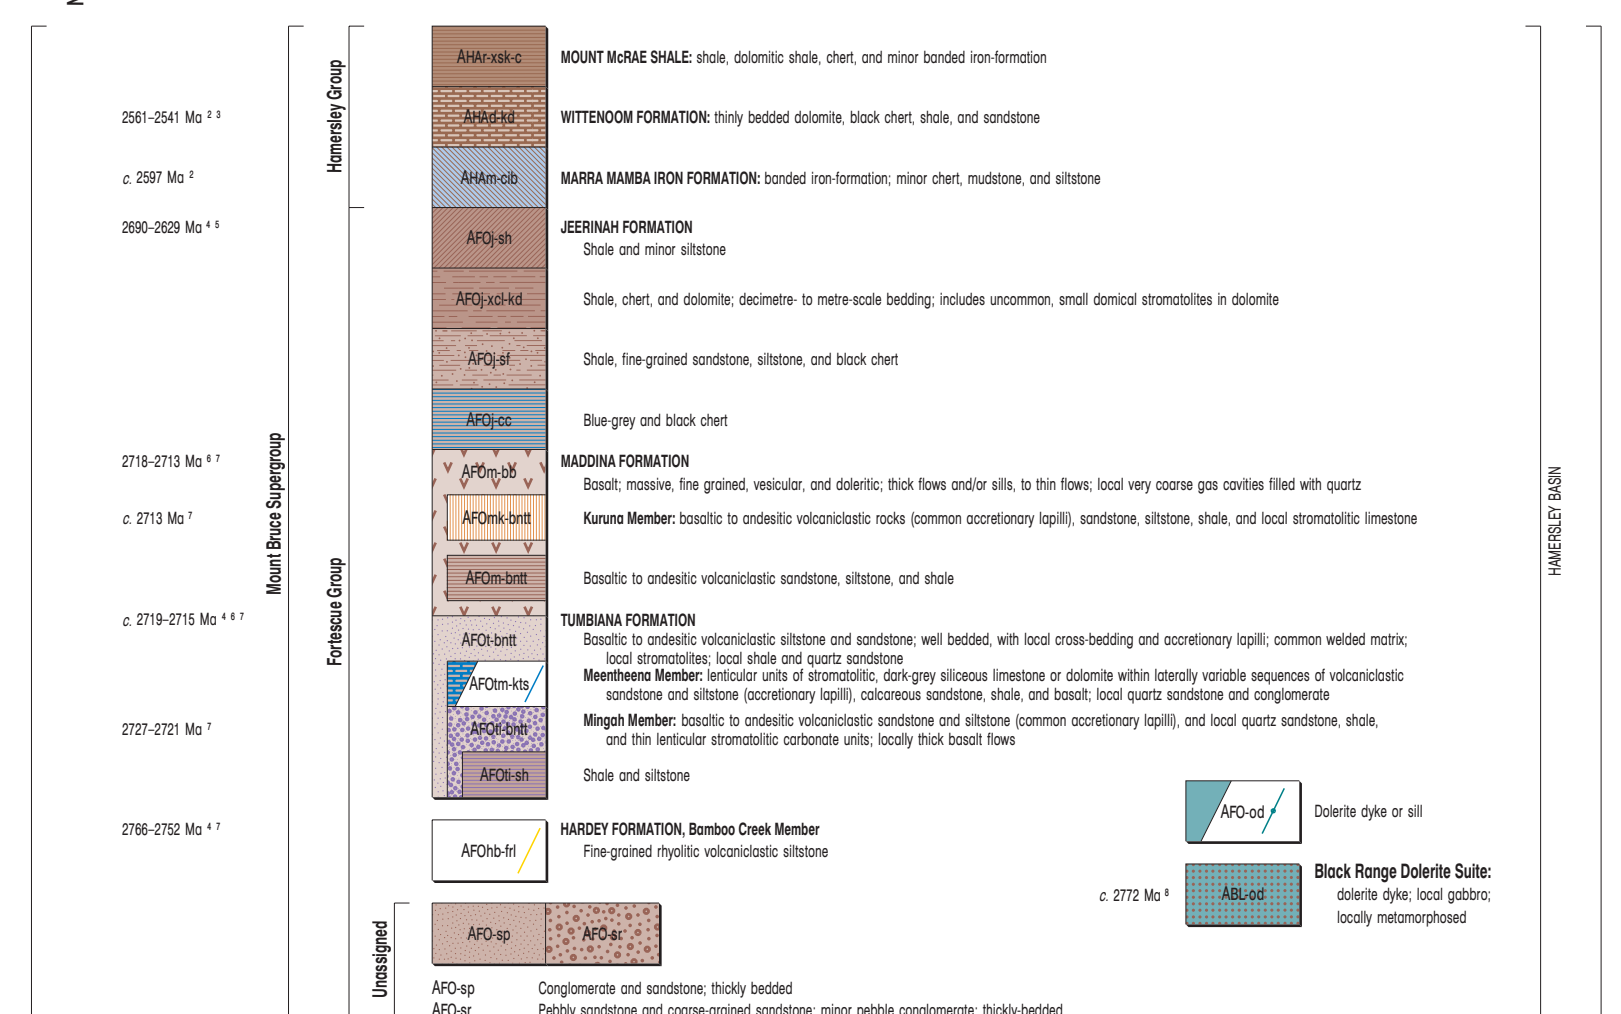 Mount Bruce Supergroup
Hamersley Group
Fortescue Group
Unassigned
HAMERSLEY BASIN
AHAr-xsk-c MOUNT McRAE SHALE: shale, dolomitic shale, chert, and minor banded iron-formation
2561–2541 Ma 2 3 AHAd-kd WITTENOOM FORMATION: thinly bedded dolomite, black chert, shale, and sandstone
c. 2597 Ma 2 AHAm-cib MARRA MAMBA IRON FORMATION: banded iron-formation; minor chert, mudstone, and siltstone
2690–2629 Ma 4 5 JEERINAH FORMATION
AFOj-sh Shale and minor siltstone
AFOj-xcl-kd Shale, chert, and dolomite; decimetre- to metre-scale bedding; includes uncommon, small domical stromatolites in dolomite
AFOj-sf Shale, fine-grained sandstone, siltstone, and black chert
AFOj-cc Blue-grey and black chert
2718–2713 Ma 6 7 MADDINA FORMATION
AFOm-bb Basalt; massive, fine grained, vesicular, and doleritic; thick flows and/or sills, to thin flows; local very coarse gas cavities filled with quartz
c. 2713 Ma 7 AFOmk-bntt Kuruna Member: basaltic to andesitic volcaniclastic rocks (common accretionary lapilli), sandstone, siltstone, shale, and local stromatolitic limestone
AFOm-bntt Basaltic to andesitic volcaniclastic sandstone, siltstone, and shale
c. 2719–2715 Ma 4 6 7 TUMBIANA FORMATION
AFOt-bntt Basaltic to andesitic volcaniclastic siltstone and sandstone; well bedded, with local cross-bedding and accretionary lapilli; common welded matrix;
local stromatolites; local shale and quartz sandstone
AFOtm-kts Meentheena Member: lenticular units of stromatolitic, dark-grey siliceous limestone or dolomite within laterally variable sequences of volcaniclastic
sandstone and siltstone (accretionary lapilli), calcareous sandstone, shale, and basalt; local quartz sandstone and conglomerate
2727–2721 Ma 7 AFOti-bntt Mingah Member: basaltic to andesitic volcaniclastic sandstone and siltstone (common accretionary lapilli), and local quartz sandstone, shale,
and thin lenticular stromatolitic carbonate units; locally thick basalt flows
AFOti-sh Shale and siltstone
AFO-od Dolerite dyke or sill
2766–2752 Ma 4 7 HARDEY FORMATION, Bamboo Creek Member
AFOhb-frl Fine-grained rhyolitic volcaniclastic siltstone
c. 2772 Ma 8 ABL-od Black Range Dolerite Suite:
dolerite dyke; local gabbro;
locally metamorphosed
AFO-sp AFO-sr
AFO-sp Conglomerate and sandstone; thickly bedded
AFO-sr Pebbly sandstone and coarse-grained sandstone; minor pebble conglomerate; thickly-bedded